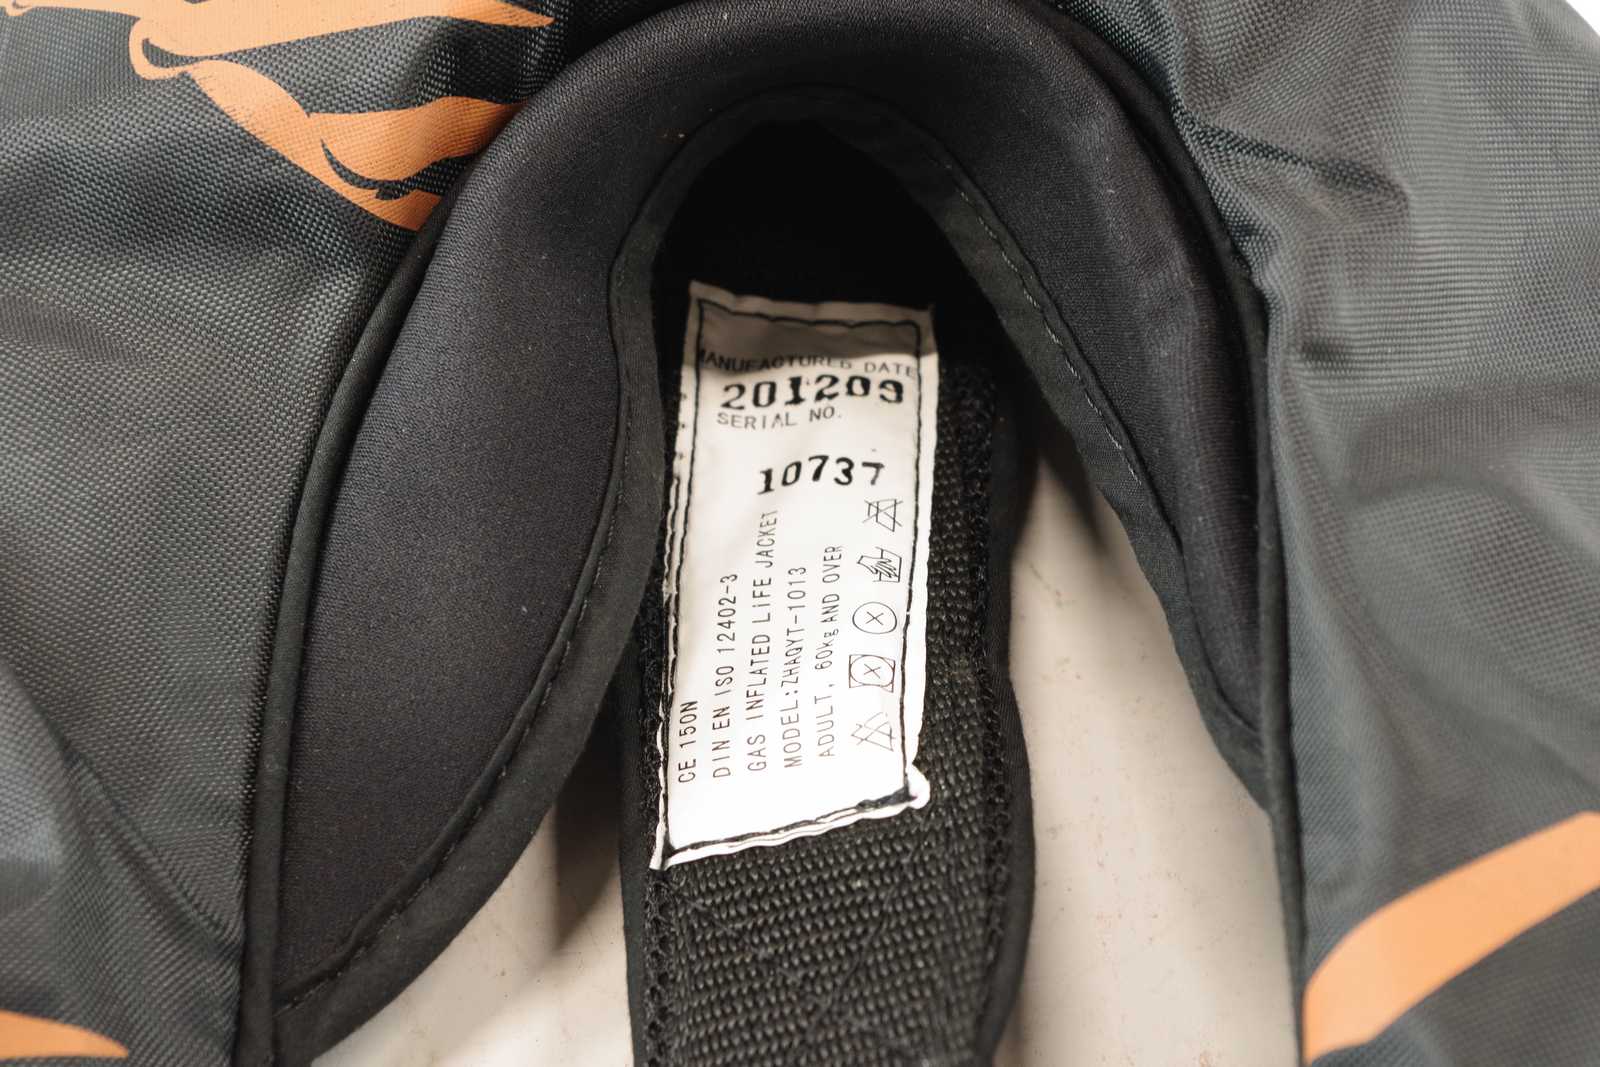 MANUFACTURED DATE
201209
SERIAL NO.
10737
CE 150N
DIN EN ISO 12402-3
GAS INFLATED LIFE JACKET
MODEL:ZHAQYT-1013
ADULT, 60kg AND OVER